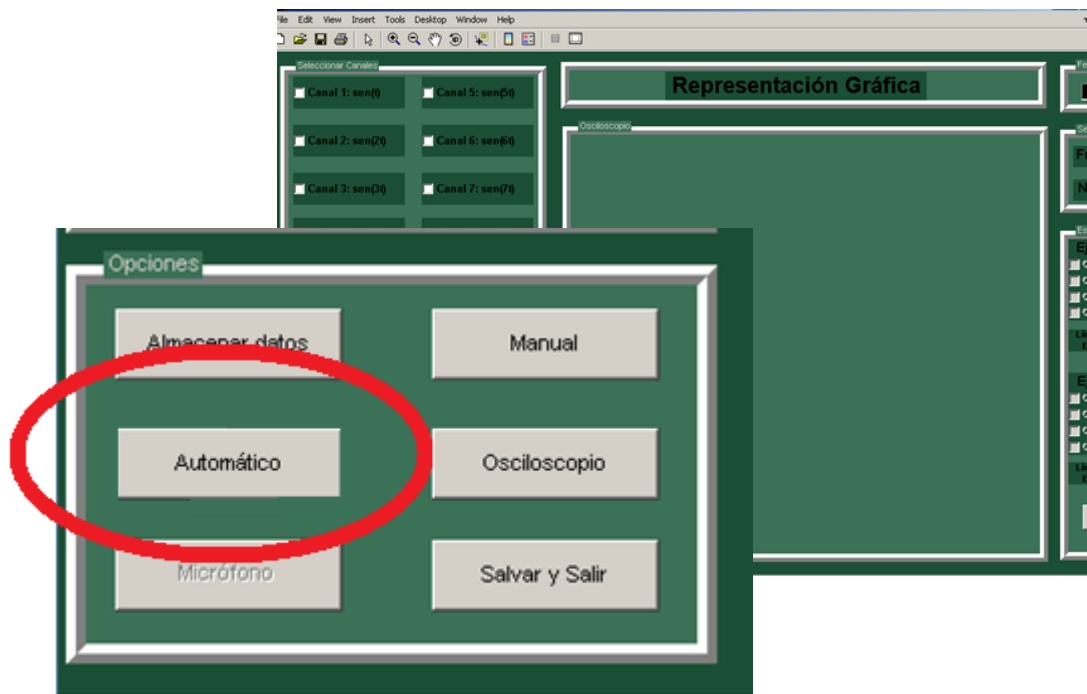 File Edit View Insert Tools Desktop Window Help
Seleccionar Canales
Canal 1: sen(t) Canal 5: sen(5t)
Canal 2: sen(2t) Canal 6: sen(6t)
Canal 3: sen(3t) Canal 7: sen(7t)
Representación Gráfica
Osciloscopio
Opciones
Almacenar datos Manual
Automático Osciloscopio
Micrófono Salvar y Salir